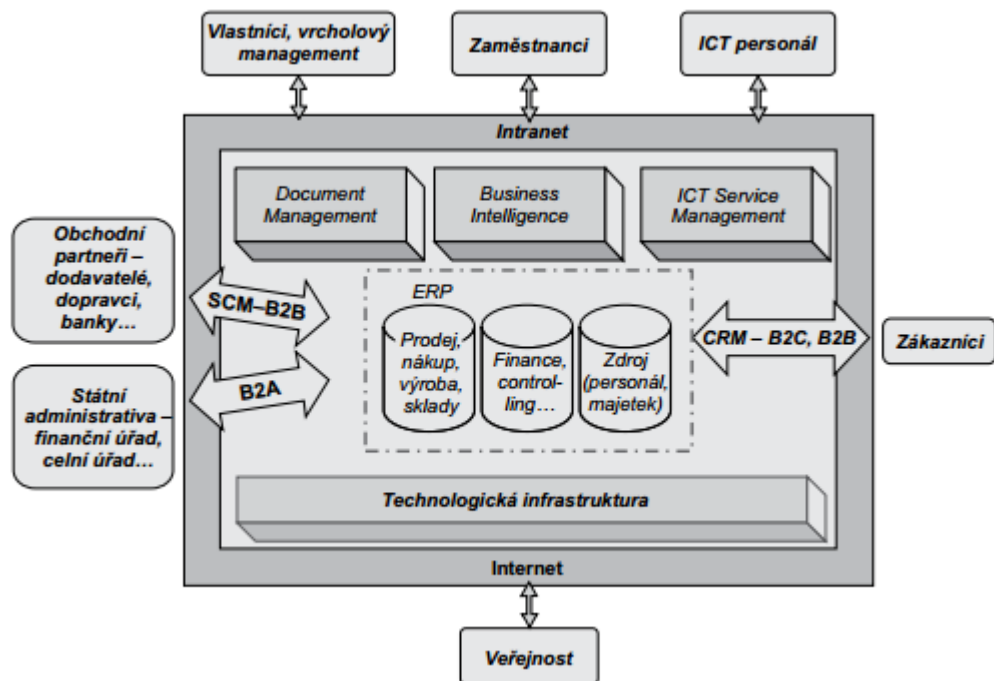 Vlastníci, vrcholový
management
Zaměstnanci
ICT personál
Intranet
Document
Management
Business
Intelligence
ICT Service
Management
Obchodní
partneři –
dodavatelé,
dopravci,
banky…
SCM–B2B
ERP
Prodej,
nákup,
výroba,
sklady
Finance,
control-
ling…
Zdroj
(personál,
majetek)
CRM – B2C, B2B
Zákazníci
B2A
Státní
administrativa –
finanční úřad,
celní úřad…
Technologická infrastruktura
Internet
Veřejnost